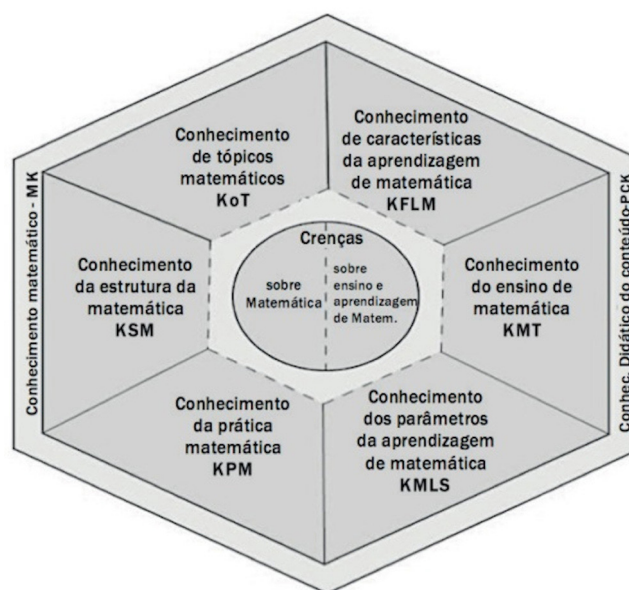 Conhecimento
de tópicos
matemáticos
KoT
Conhecimento
de características
da aprendizagem
de matemática
KFLM
Conhecimento matemático - MK
Conhecimento
da estrutura da
matemática
KSM
Crenças
sobre
Matemática
sobre
ensino e
aprendizagem
de Matem.
Conhecimento
do ensino de
matemática
KMT
Conhec. Didático do conteúdo-PCK
Conhecimento
da prática
matemática
KPM
Conhecimento
dos parâmetros
da aprendizagem
de matemática
KMLS